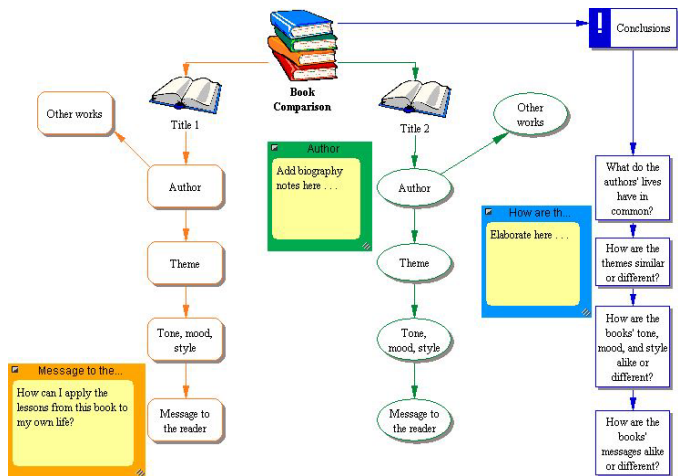 Book
Comparison
Conclusions
Title 1
Title 2
Other works
Other
works
Author
Author
Add biography
notes here . . .
Author
What do the
authors' lives
have in
common?
How are th...
Elaborate here . . .
Theme
Theme
How are the
themes similar
or different?
Tone, mood,
style
Tone,
mood, style
How are the
books' tone,
mood, and style
alike or
different?
Message to the...
How can I apply the
lessons from this book to
my own life?
Message to
the reader
Message to
the reader
How are the
books'
messages alike
or different?